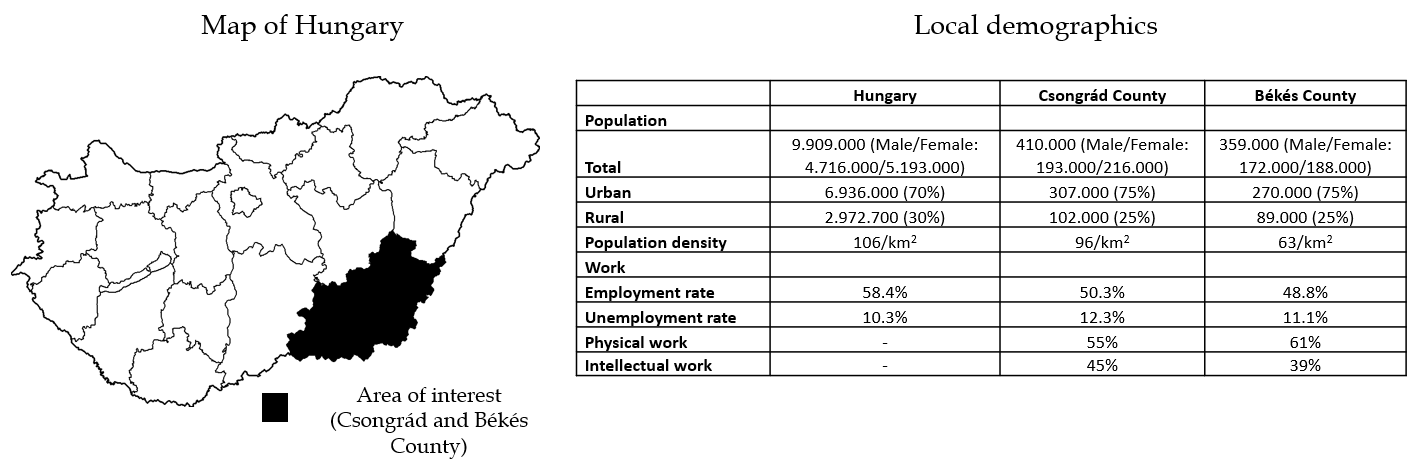 Map of Hungary
Local demographics
Hungary Csongrád County Békés County
Population
Total 9.909.000 (Male/Female: 4.716.000/5.193.000) 410.000 (Male/Female: 193.000/216.000) 359.000 (Male/Female: 172.000/188.000)
Urban 6.936.000 (70%) 307.000 (75%) 270.000 (75%)
Rural 2.972.700 (30%) 102.000 (25%) 89.000 (25%)
Population density 106/km² 96/km² 63/km²
Work
Employment rate 58.4% 50.3% 48.8%
Unemployment rate 10.3% 12.3% 11.1%
Physical work - 55% 61%
Intellectual work - 45% 39%
Area of interest
(Csongrád and Békés
County)